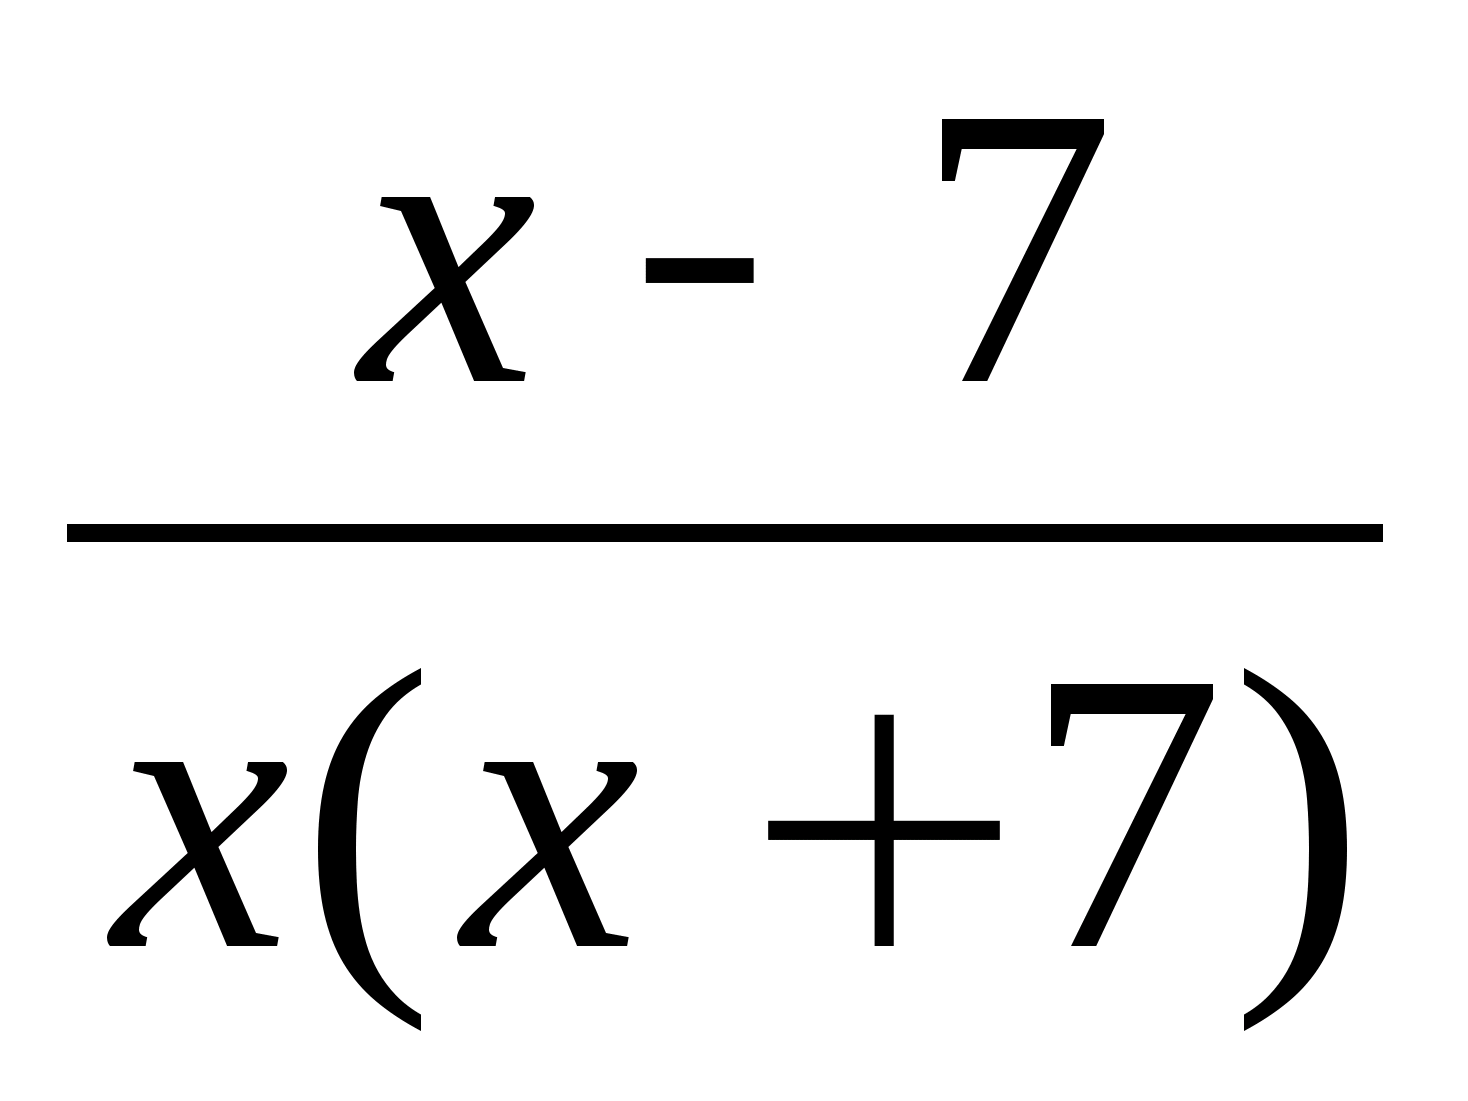 x - 7
x(x + 7)